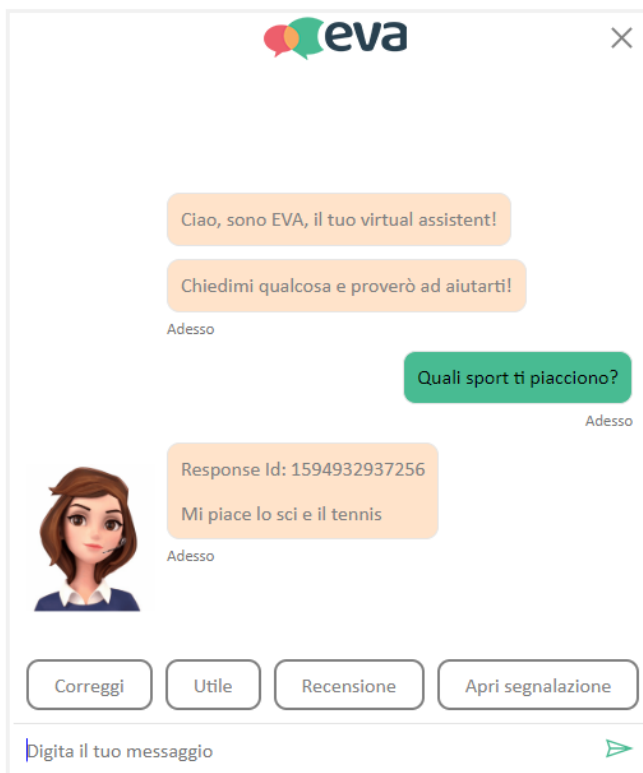 eva
Ciao, sono EVA, il tuo virtual assistent!
Chiedimi qualcosa e proverò ad aiutarti!
Adesso
Quali sport ti piacciono?
Adesso
Response Id: 1594932937256
Mi piace lo sci e il tennis
Adesso
Correggi Utile Recensione Apri segnalazione
Digita il tuo messaggio